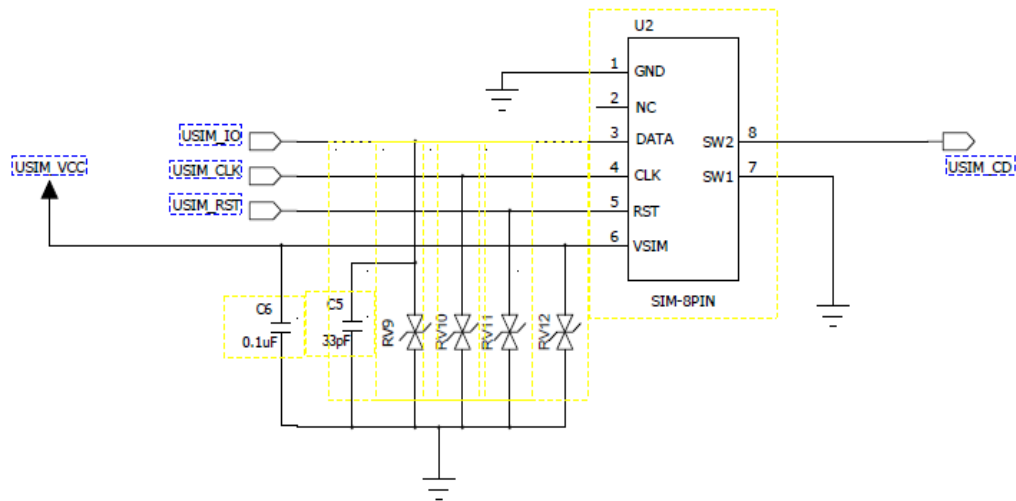 U2
1 GND
2 NC
USIM_IO 3 DATA SW2 8
USIM_VCC USIM_CLK 4 CLK SW1 7 USIM_CD
USIM_RST 5 RST
6 VSIM
SIM-8PIN
C6 C5
0.1uF 33pF RV9 RV10 RV11 RV12